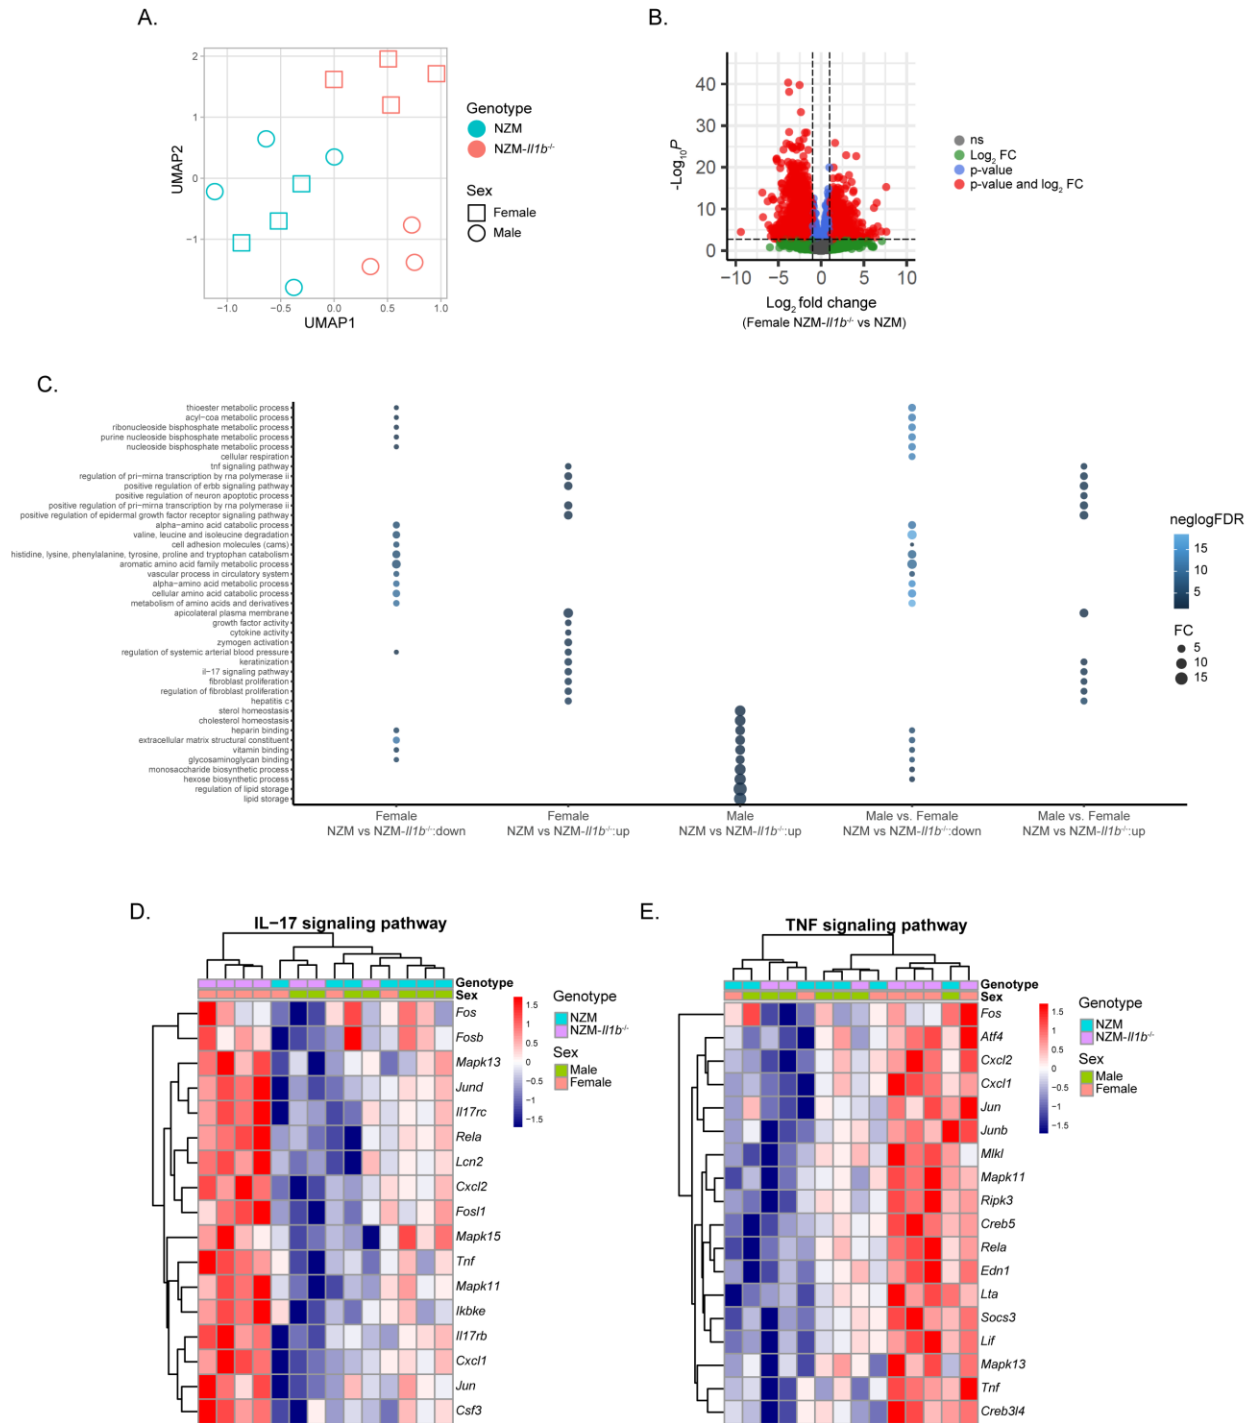 A.
2
1
0
−1
−1.0
−0.5
0.0
0.5
1.0
UMAP2
UMAP1
Genotype
NZM
NZM-Il1b-/-
Sex
Female
Male
B.
40
30
20
10
0
−10
−5
0
5
10
-Log10P
Log2 fold change
(Female NZM-Il1b-/- vs NZM)
ns
Log2 FC
p-value
p-value and log2 FC
C.
thioester metabolic process
acyl-coa metabolic process
ribonucleoside bisphosphate metabolic process
purine nucleoside bisphosphate metabolic process
nucleoside bisphosphate metabolic process
cellular respiration
tnf signaling pathway
regulation of pri-mirna transcription by rna polymerase ii
positive regulation of erbb signaling pathway
positive regulation of neuron apoptotic process
positive regulation of pri-mirna transcription by rna polymerase ii
positive regulation of epidermal growth factor receptor signaling pathway
alpha-amino acid catabolic process
valine, leucine and isoleucine degradation
cell adhesion molecules (cams)
histidine, lysine, phenylalanine, tyrosine, proline and tryptophan catabolism
aromatic amino acid family metabolic process
vascular process in circulatory system
alpha-amino acid metabolic process
cellular amino acid catabolic process
metabolism of amino acids and derivatives
apicolateral plasma membrane
growth factor activity
cytokine activity
zymogen activation
regulation of systemic arterial blood pressure
keratinization
il-17 signaling pathway
fibroblast proliferation
regulation of fibroblast proliferation
hepatitis c
sterol homeostasis
cholesterol homeostasis
heparin binding
extracellular matrix structural constituent
vitamin binding
glycosaminoglycan binding
monosaccharide biosynthetic process
hexose biosynthetic process
regulation of lipid storage
lipid storage
Female
NZM vs NZM-Il1b-/-:down
Female
NZM vs NZM-Il1b-/-:up
Male
NZM vs NZM-Il1b-/-:up
Male vs. Female
NZM vs NZM-Il1b-/-:down
Male vs. Female
NZM vs NZM-Il1b-/-:up
neglogFDR
15
10
5
FC
5
10
15
D.
IL−17 signaling pathway
Genotype
Sex
Fos
Fosb
Mapk13
Jund
Il17rc
Rela
Lcn2
Cxcl2
Fosl1
Mapk15
Tnf
Mapk11
Ikbke
Il17rb
Cxcl1
Jun
Csf3
1.5
1
0.5
0
−0.5
−1
−1.5
Genotype
NZM
NZM-Il1b-/-
Sex
Male
Female
E.
TNF signaling pathway
Genotype
Sex
Fos
Atf4
Cxcl2
Cxcl1
Jun
Junb
Mlkl
Mapk11
Ripk3
Creb5
Rela
Edn1
Lta
Socs3
Lif
Mapk13
Tnf
Creb3l4
1.5
1
0.5
0
−0.5
−1
−1.5
Genotype
NZM
NZM-Il1b-/-
Sex
Male
Female